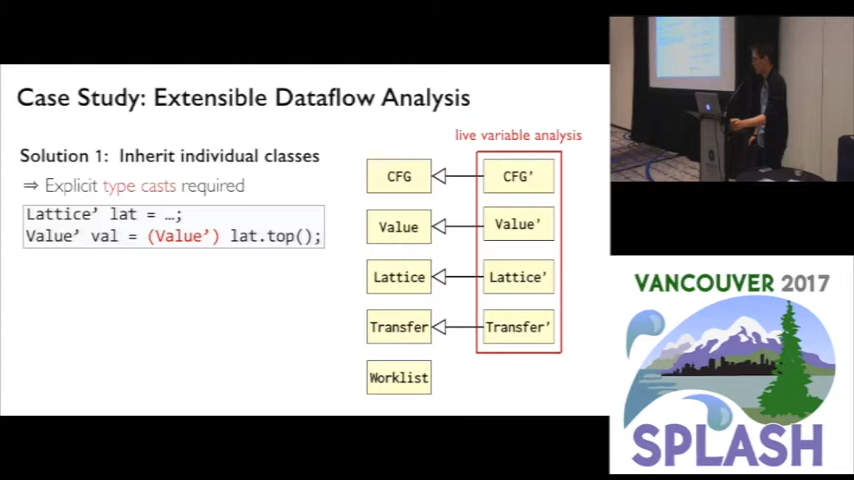 Case Study: Extensible Dataflow Analysis
live variable analysis
Solution 1: Inherit individual classes
⇒ Explicit type casts required
Lattice’ lat = …;
Value’ val = (Value’) lat.top();
CFG
CFG’
Value
Value’
Lattice
Lattice’
Transfer
Transfer’
Worklist
VANCOUVER 2017
SPLASH